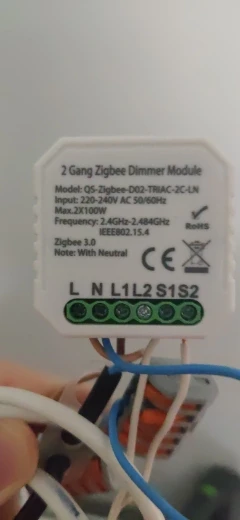 2 Gang Zigbee Dimmer Module
Model: QS-Zigbee-D02-TRIAC-2C-LN
Input: 220-240V AC 50/60Hz
Max.2X100W
Frequency: 2.4GHz-2.484GHz
IEEE802.15.4
RoHS
Zigbee 3.0
Note: With Neutral
CE
L N L1 L2 S1 S2